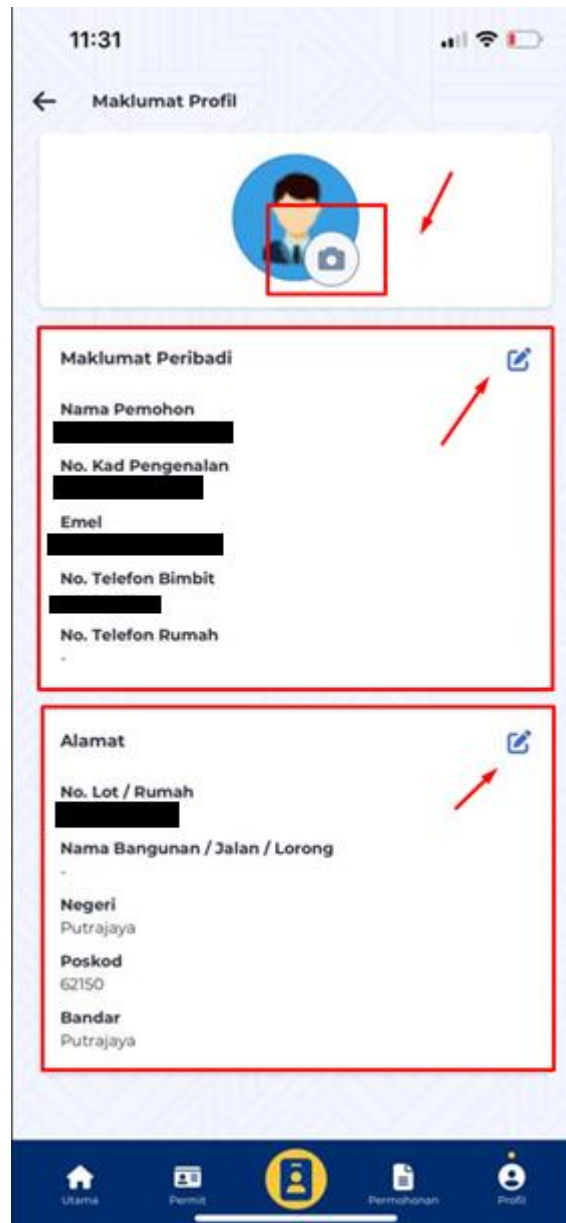 11:31
Maklumat Profil
Maklumat Peribadi
Nama Pemohon
No. Kad Pengenalan
Emel
No. Telefon Bimbit
No. Telefon Rumah
-
Alamat
No. Lot / Rumah
Nama Bangunan / Jalan / Lorong
-
Negeri
Putrajaya
Poskod
62150
Bandar
Putrajaya
Utama Permit Permohonan Profil